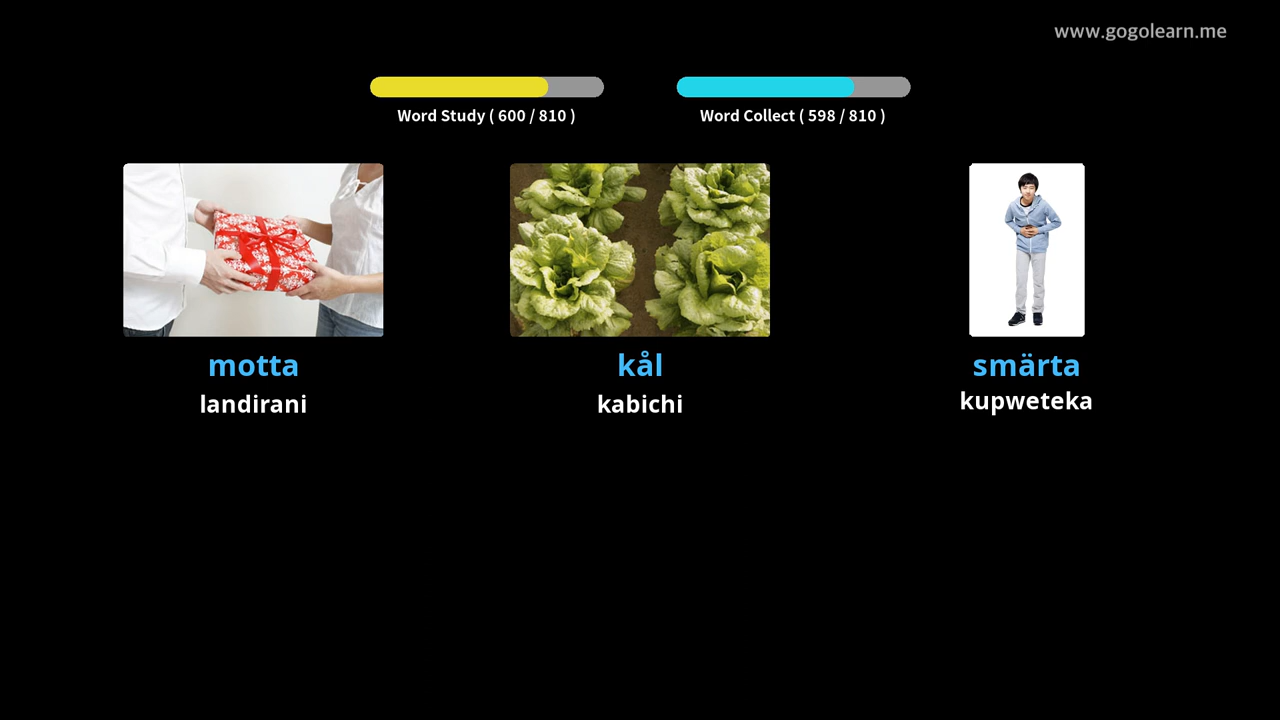 www.gogolearn.me
Word Study ( 600 / 810 )
Word Collect ( 598 / 810 )
motta
landirani
kål
kabichi
smärta
kupweteka